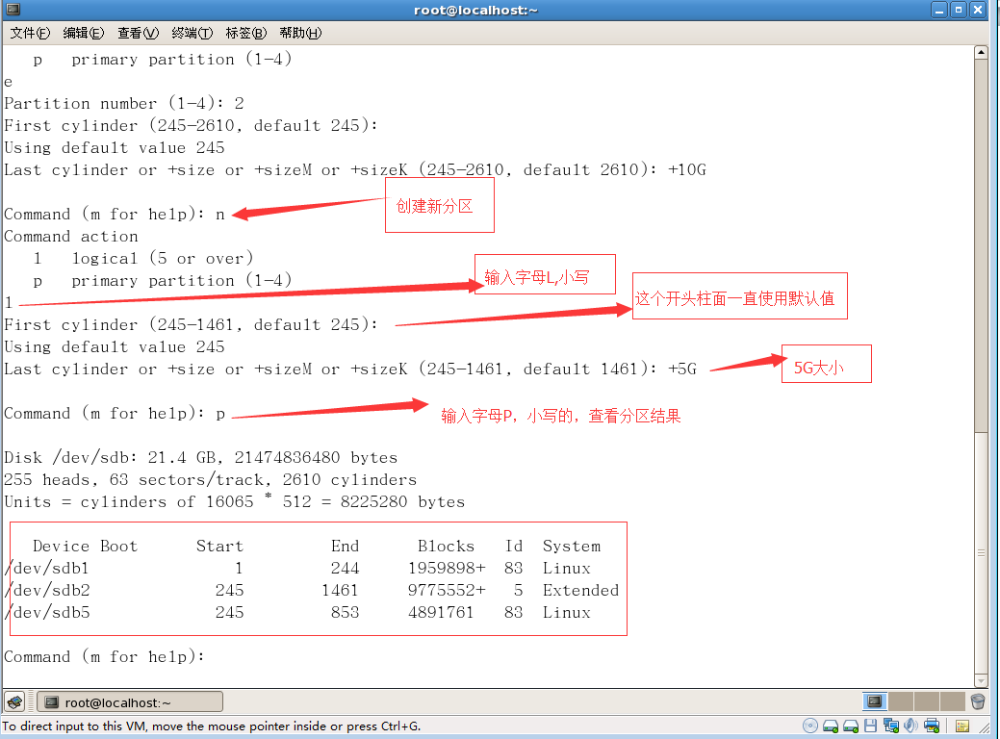 root@localhost:~
文件(F) 编辑(E) 查看(V) 终端(T) 标签(B) 帮助(H)
p primary partition (1-4)
e
Partition number (1-4): 2
First cylinder (245-2610, default 245):
Using default value 245
Last cylinder or +size or +sizeM or +sizeK (245-2610, default 2610): +10G
Command (m for help): n
创建新分区
Command action
l logical (5 or over)
p primary partition (1-4)
输入字母L,小写
l
这个开头柱面一直使用默认值
First cylinder (245-1461, default 245):
Using default value 245
Last cylinder or +size or +sizeM or +sizeK (245-1461, default 1461): +5G
5G大小
Command (m for help): p
输入字母P，小写的，查看分区结果
Disk /dev/sdb: 21.4 GB, 21474836480 bytes
255 heads, 63 sectors/track, 2610 cylinders
Units = cylinders of 16065 * 512 = 8225280 bytes
Device Boot Start End Blocks Id System
/dev/sdb1 1 244 1959898+ 83 Linux
/dev/sdb2 245 1461 9775552+ 5 Extended
/dev/sdb5 245 853 4891761 83 Linux
Command (m for help):
root@localhost:~
To direct input to this VM, move the mouse pointer inside or press Ctrl+G.